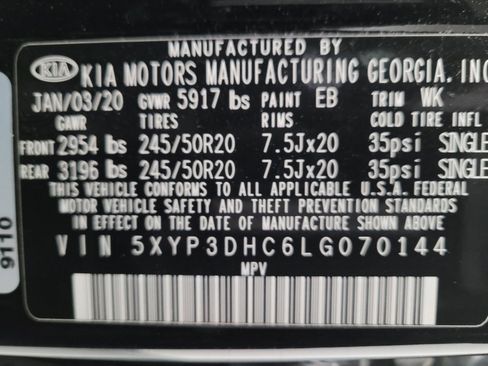 MANUFACTURED BY
KIA KIA MOTORS MANUFACTURING GEORGIA. INC
JAN/03/20 GVWR 5917 bs PAINT EB TRIM WK
GAWR TIRES RIMS COLD TIRE INFL
FRONT 2954 bs 245/50R20 7.5Jx20 35psi SINGLE
REAR 3196 bs 245/50R20 7.5Jx20 35psi SINGLE
THIS VEHICLE CONFORMS TO ALL APPLICABLE U.S.A. FEDERAL
MOTOR VEHICLE SAFETY AND THEFT PREVENTION STANDARDS
IN EFFECT ON THE DATE OF MANUFACTURE SHOWN ABOVE
VIN 5XYP3DHC6LG070144
MPV
9110